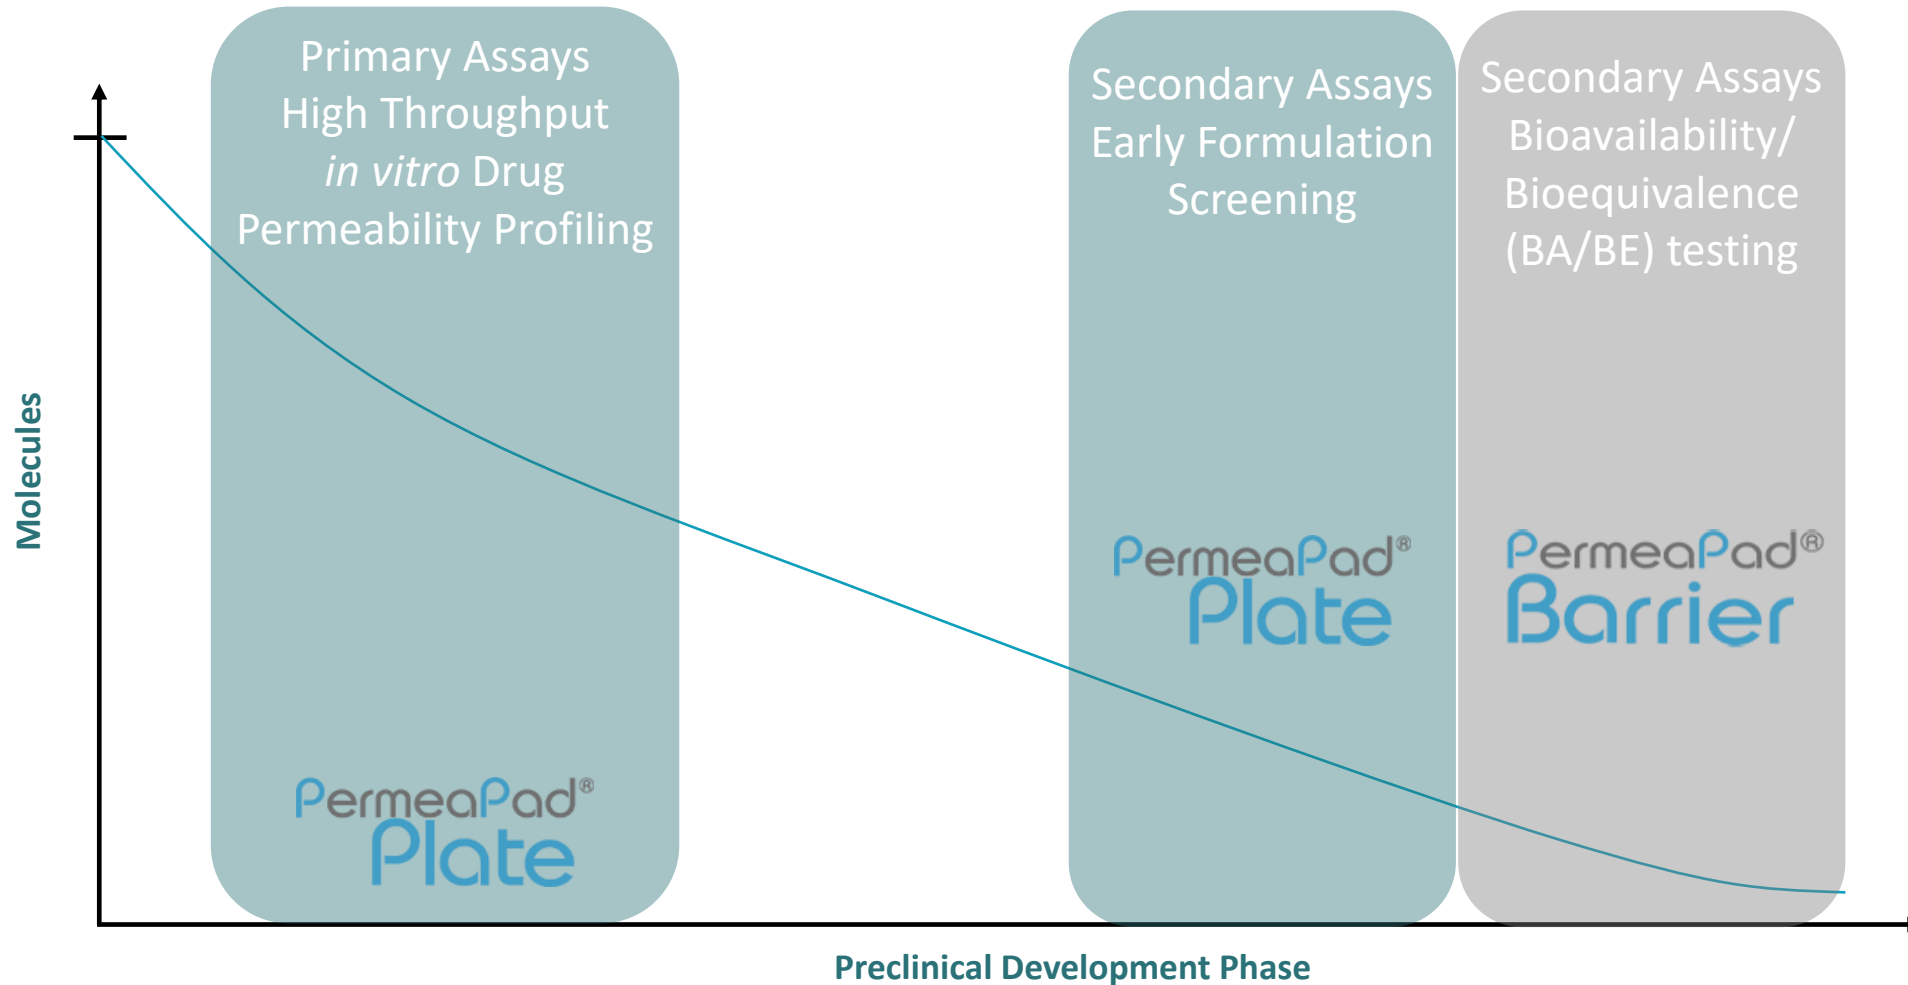 Primary Assays
High Throughput
in vitro Drug
Permeability Profiling
Secondary Assays
Early Formulation
Screening
Secondary Assays
Bioavailability/
Bioequivalence
(BA/BE) testing
Molecules
PermeaPad®
Plate
PermeaPad®
Barrier
PermeaPad®
Plate
Preclinical Development Phase